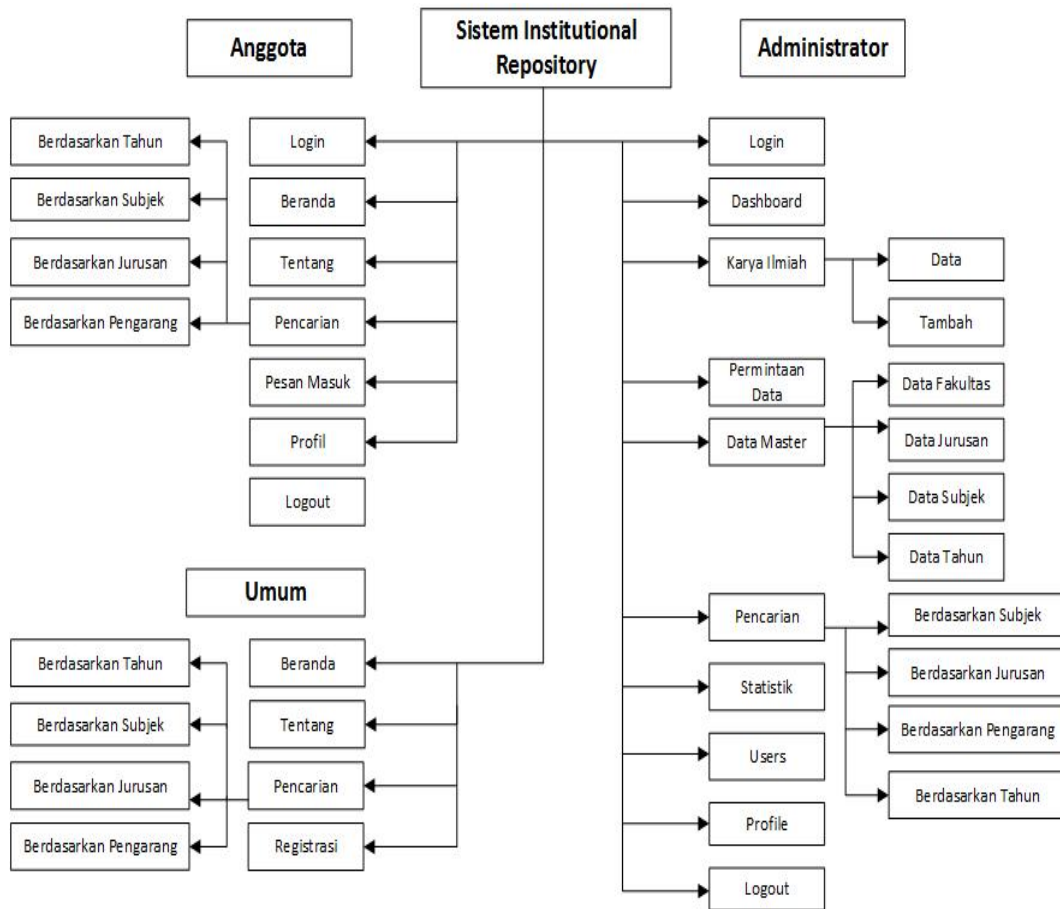 Sistem Institutional
Repository
Anggota
Berdasarkan Tahun
Berdasarkan Subjek
Berdasarkan Jurusan
Berdasarkan Pengarang
Login
Beranda
Tentang
Pencarian
Pesan Masuk
Profil
Logout
Umum
Berdasarkan Tahun
Berdasarkan Subjek
Berdasarkan Jurusan
Berdasarkan Pengarang
Beranda
Tentang
Pencarian
Registrasi
Administrator
Login
Dashboard
Karya Ilmiah
Data
Tambah
Permintaan
Data
Data Master
Data Fakultas
Data Jurusan
Data Subjek
Data Tahun
Pencarian
Berdasarkan Subjek
Berdasarkan Jurusan
Berdasarkan Pengarang
Berdasarkan Tahun
Statistik
Users
Profile
Logout